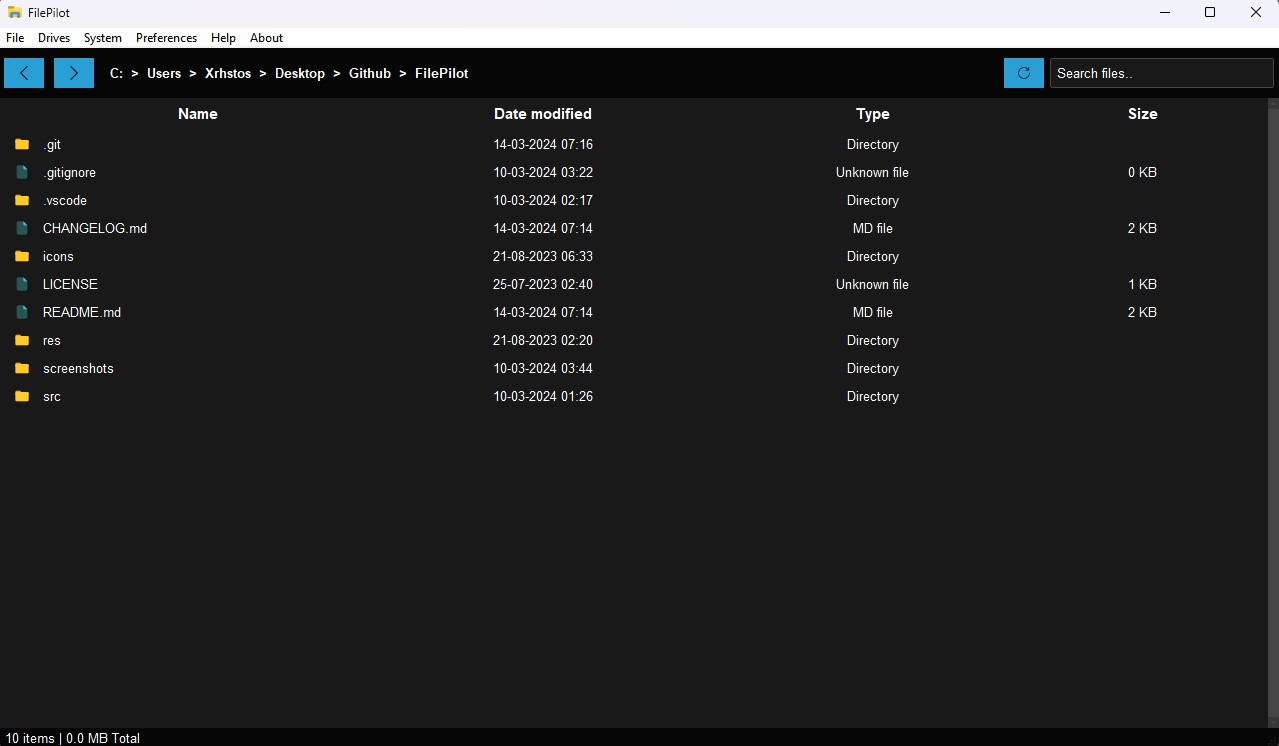 FilePilot
File Drives System Preferences Help About
C: > Users > Xrhstos > Desktop > Github > FilePilot Search files..
Name Date modified Type Size
.git 14-03-2024 07:16 Directory
.gitignore 10-03-2024 03:22 Unknown file 0 KB
.vscode 10-03-2024 02:17 Directory
CHANGELOG.md 14-03-2024 07:14 MD file 2 KB
icons 21-08-2023 06:33 Directory
LICENSE 25-07-2023 02:40 Unknown file 1 KB
README.md 14-03-2024 07:14 MD file 2 KB
res 21-08-2023 02:20 Directory
screenshots 10-03-2024 03:44 Directory
src 10-03-2024 01:26 Directory
10 items | 0.0 MB Total